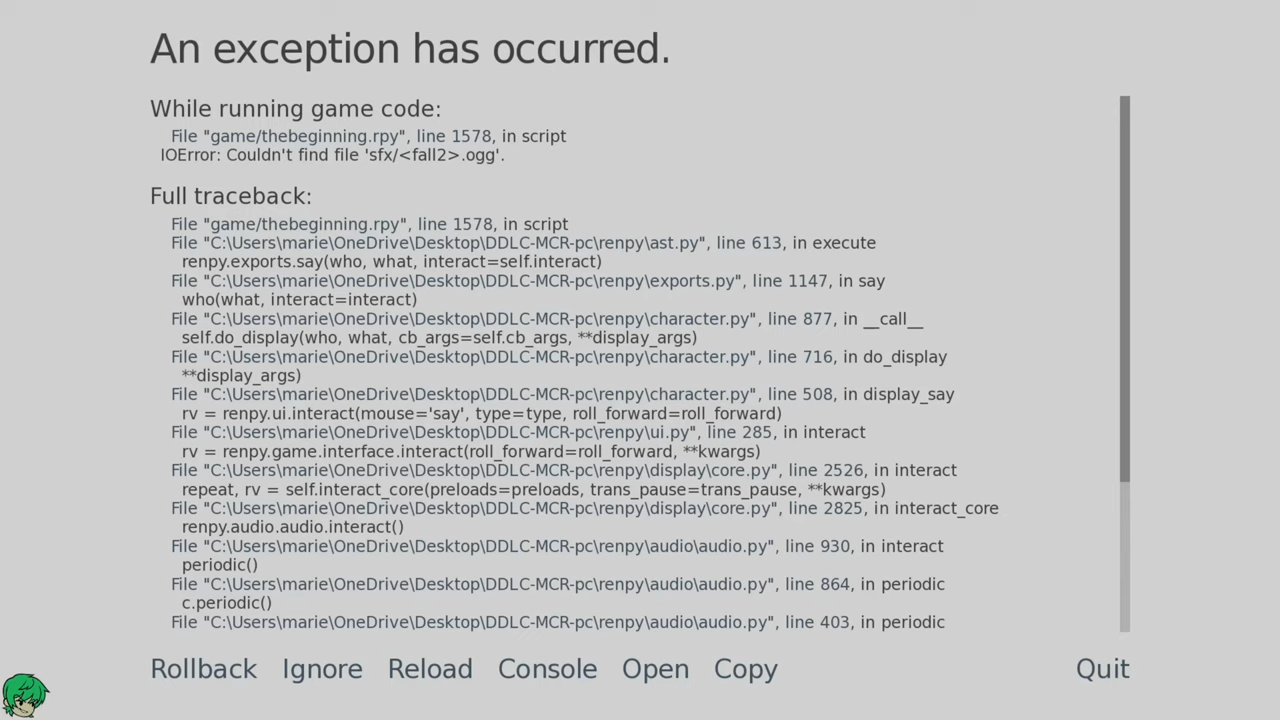 An exception has occurred.
While running game code:
File "game/thebeginning.rpy", line 1578, in script
IOError: Couldn't find file 'sfx/<fall2>.ogg'.
Full traceback:
File "game/thebeginning.rpy", line 1578, in script
File "C:\Users\marie\OneDrive\Desktop\DDLC-MCR-pc\renpy\ast.py", line 613, in execute
renpy.exports.say(who, what, interact=self.interact)
File "C:\Users\marie\OneDrive\Desktop\DDLC-MCR-pc\renpy\exports.py", line 1147, in say
who(what, interact=interact)
File "C:\Users\marie\OneDrive\Desktop\DDLC-MCR-pc\renpy\character.py", line 877, in __call__
self.do_display(who, what, cb_args=self.cb_args, **display_args)
File "C:\Users\marie\OneDrive\Desktop\DDLC-MCR-pc\renpy\character.py", line 716, in do_display
**display_args)
File "C:\Users\marie\OneDrive\Desktop\DDLC-MCR-pc\renpy\character.py", line 508, in display_say
rv = renpy.ui.interact(mouse='say', type=type, roll_forward=roll_forward)
File "C:\Users\marie\OneDrive\Desktop\DDLC-MCR-pc\renpy\ui.py", line 285, in interact
rv = renpy.game.interface.interact(roll_forward=roll_forward, **kwargs)
File "C:\Users\marie\OneDrive\Desktop\DDLC-MCR-pc\renpy\display\core.py", line 2526, in interact
repeat, rv = self.interact_core(preloads=preloads, trans_pause=trans_pause, **kwargs)
File "C:\Users\marie\OneDrive\Desktop\DDLC-MCR-pc\renpy\display\core.py", line 2825, in interact_core
renpy.audio.audio.interact()
File "C:\Users\marie\OneDrive\Desktop\DDLC-MCR-pc\renpy\audio\audio.py", line 930, in interact
periodic()
File "C:\Users\marie\OneDrive\Desktop\DDLC-MCR-pc\renpy\audio\audio.py", line 864, in periodic
c.periodic()
File "C:\Users\marie\OneDrive\Desktop\DDLC-MCR-pc\renpy\audio\audio.py", line 403, in periodic
Rollback Ignore Reload Console Open Copy Quit